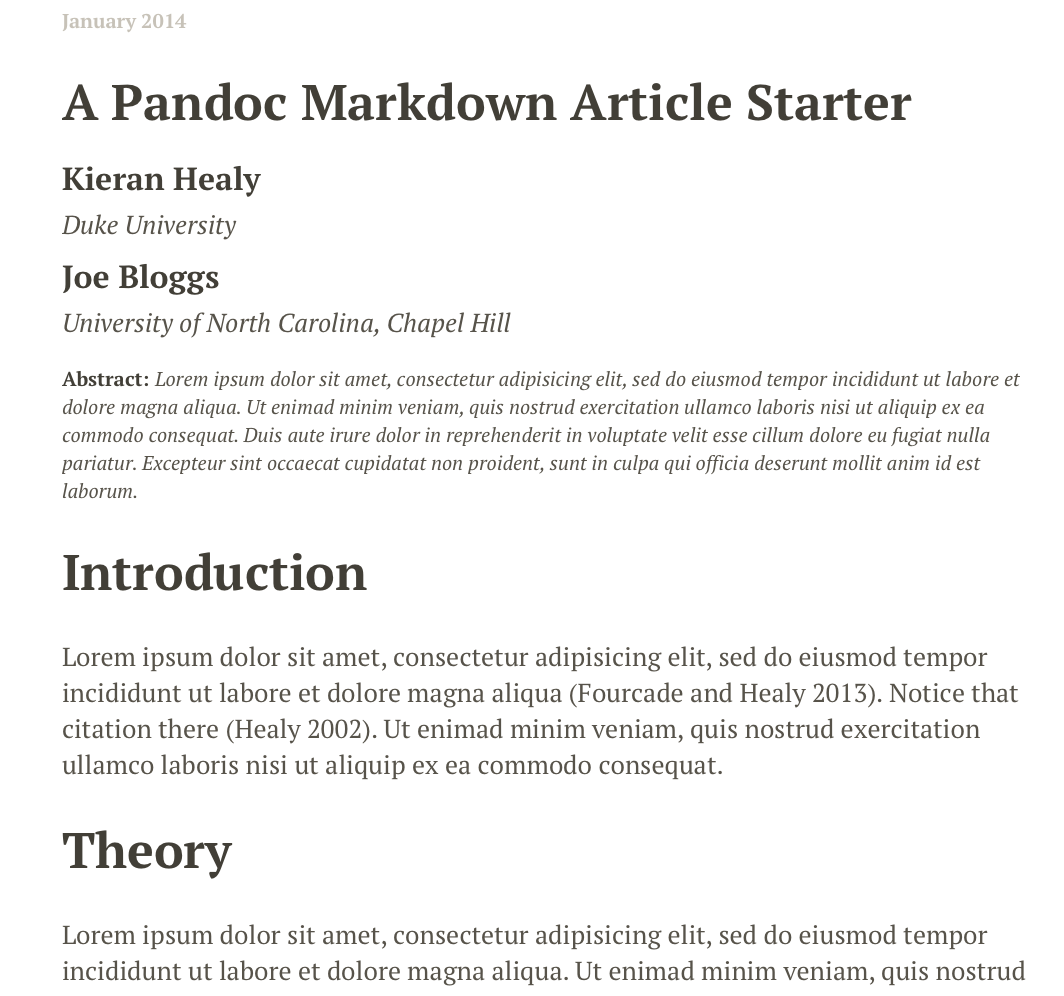 January 2014
A Pandoc Markdown Article Starter
Kieran Healy
Duke University
Joe Bloggs
University of North Carolina, Chapel Hill
Abstract: Lorem ipsum dolor sit amet, consectetur adipisicing elit, sed do eiusmod tempor incididunt ut labore et
dolore magna aliqua. Ut enimad minim veniam, quis nostrud exercitation ullamco laboris nisi ut aliquip ex ea
commodo consequat. Duis aute irure dolor in reprehenderit in voluptate velit esse cillum dolore eu fugiat nulla
pariatur. Excepteur sint occaecat cupidatat non proident, sunt in culpa qui officia deserunt mollit anim id est
laborum.
Introduction
Lorem ipsum dolor sit amet, consectetur adipisicing elit, sed do eiusmod tempor
incididunt ut labore et dolore magna aliqua (Fourcade and Healy 2013). Notice that
citation there (Healy 2002). Ut enimad minim veniam, quis nostrud exercitation
ullamco laboris nisi ut aliquip ex ea commodo consequat.
Theory
Lorem ipsum dolor sit amet, consectetur adipisicing elit, sed do eiusmod tempor
incididunt ut labore et dolore magna aliqua. Ut enimad minim veniam, quis nostrud